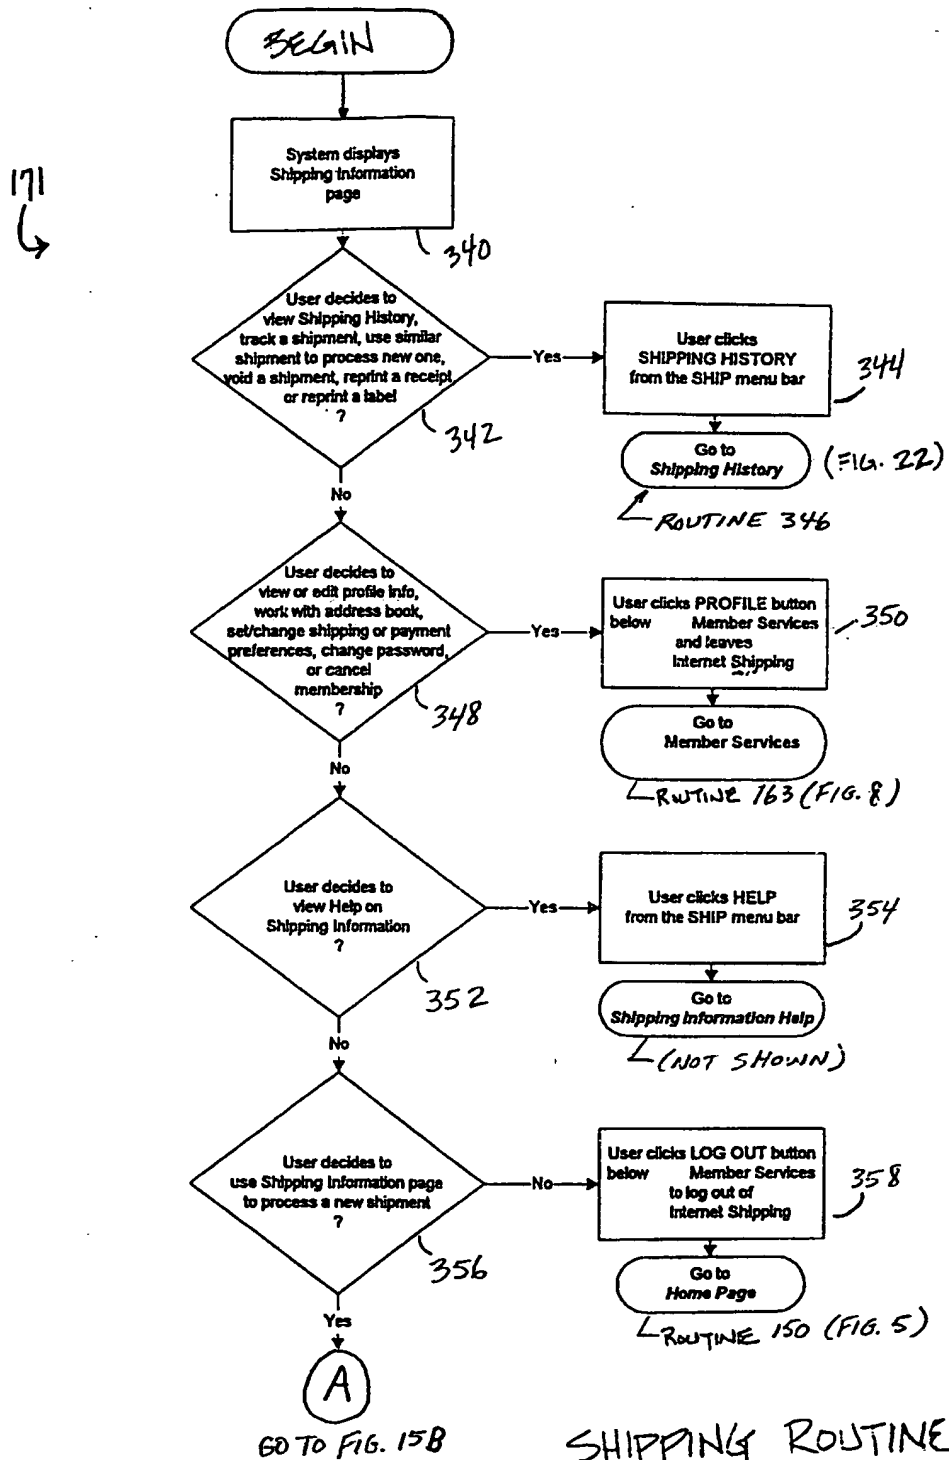 BEGIN
System displays
Shipping Information
page
171
340
User decides to
view Shipping History,
track a shipment, use similar
shipment to process new one,
void a shipment, reprint a receipt
or reprint a label
?
342
Yes
User clicks
SHIPPING HISTORY
from the SHIP menu bar
344
Go to
Shipping History
(FIG. 22)
ROUTINE 346
No
User decides to
view or edit profile info,
work with address book,
set/change shipping or payment
preferences, change password,
or cancel
membership
?
348
Yes
User clicks PROFILE button
below Member Services
and leaves
Internet Shipping
350
Go to
Member Services
ROUTINE 163 (FIG. 8)
No
User decides to
view Help on
Shipping Information
?
352
Yes
User clicks HELP
from the SHIP menu bar
354
Go to
Shipping Information Help
(NOT SHOWN)
No
User decides to
use Shipping Information page
to process a new shipment
?
356
No
User clicks LOG OUT button
below Member Services
to log out of
Internet Shipping
358
Go to
Home Page
ROUTINE 150 (FIG. 5)
Yes
A
GO TO FIG. 15B
SHIPPING ROUTINE